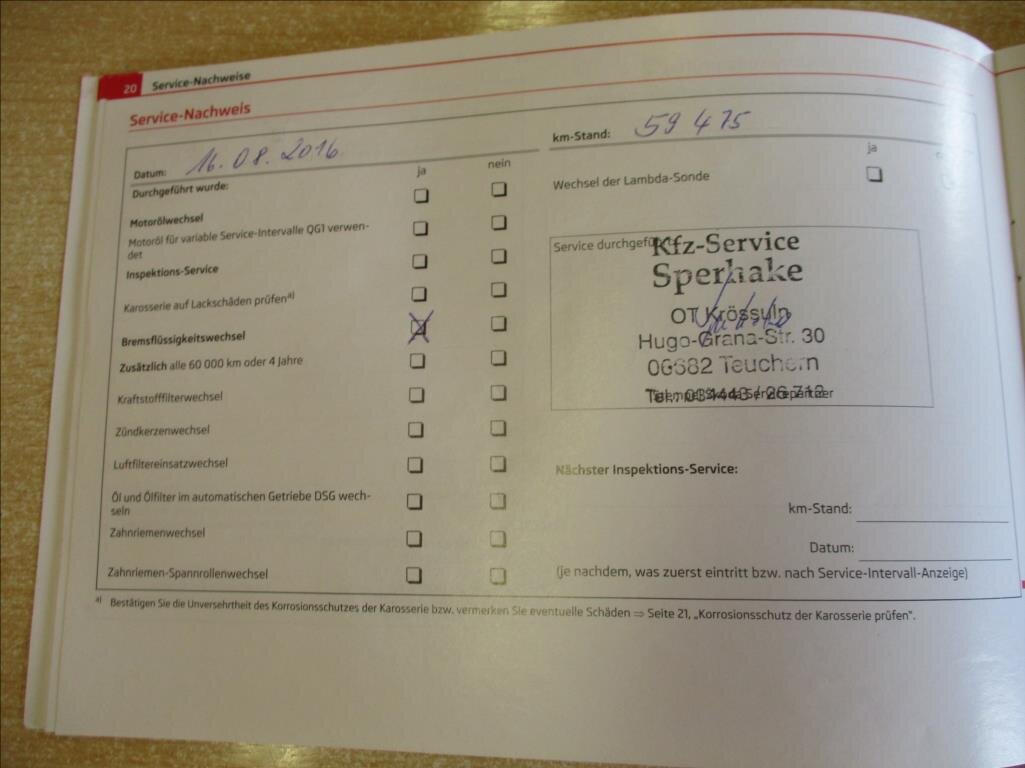 20 Service-Nachweise
Service-Nachweis
Datum: 16.08.2016
ja nein
Durchgeführt wurde:
Motorölwechsel
Motoröl für variable Service-Intervalle QG1 verwen-
det
Inspektions-Service
Karosserie auf Lackschäden prüfen a)
Bremsflüssigkeitswechsel
Zusätzlich alle 60 000 km oder 4 Jahre
Kraftstofffilterwechsel
Zündkerzenwechsel
Luftfiltereinsatzwechsel
Öl und Ölfilter im automatischen Getriebe DSG wech-
seln
Zahnriemenwechsel
Zahnriemen-Spannrollenwechsel
km-Stand: 59 475
ja
Wechsel der Lambda-Sonde
Service durchgeführt
Kfz-Service
Sperhake
OT Krössuln
Hugo-Grana-Str. 30
06682 Teuchern
Tel.: 034443 / 26 712
Nächster Inspektions-Service:
km-Stand:
Datum:
(je nachdem, was zuerst eintritt bzw. nach Service-Intervall-Anzeige)
a) Bestätigen Sie die Unversehrtheit des Korrosionsschutzes der Karosserie bzw. vermerken Sie eventuelle Schäden ⇒ Seite 21, „Korrosionsschutz der Karosserie prüfen“.